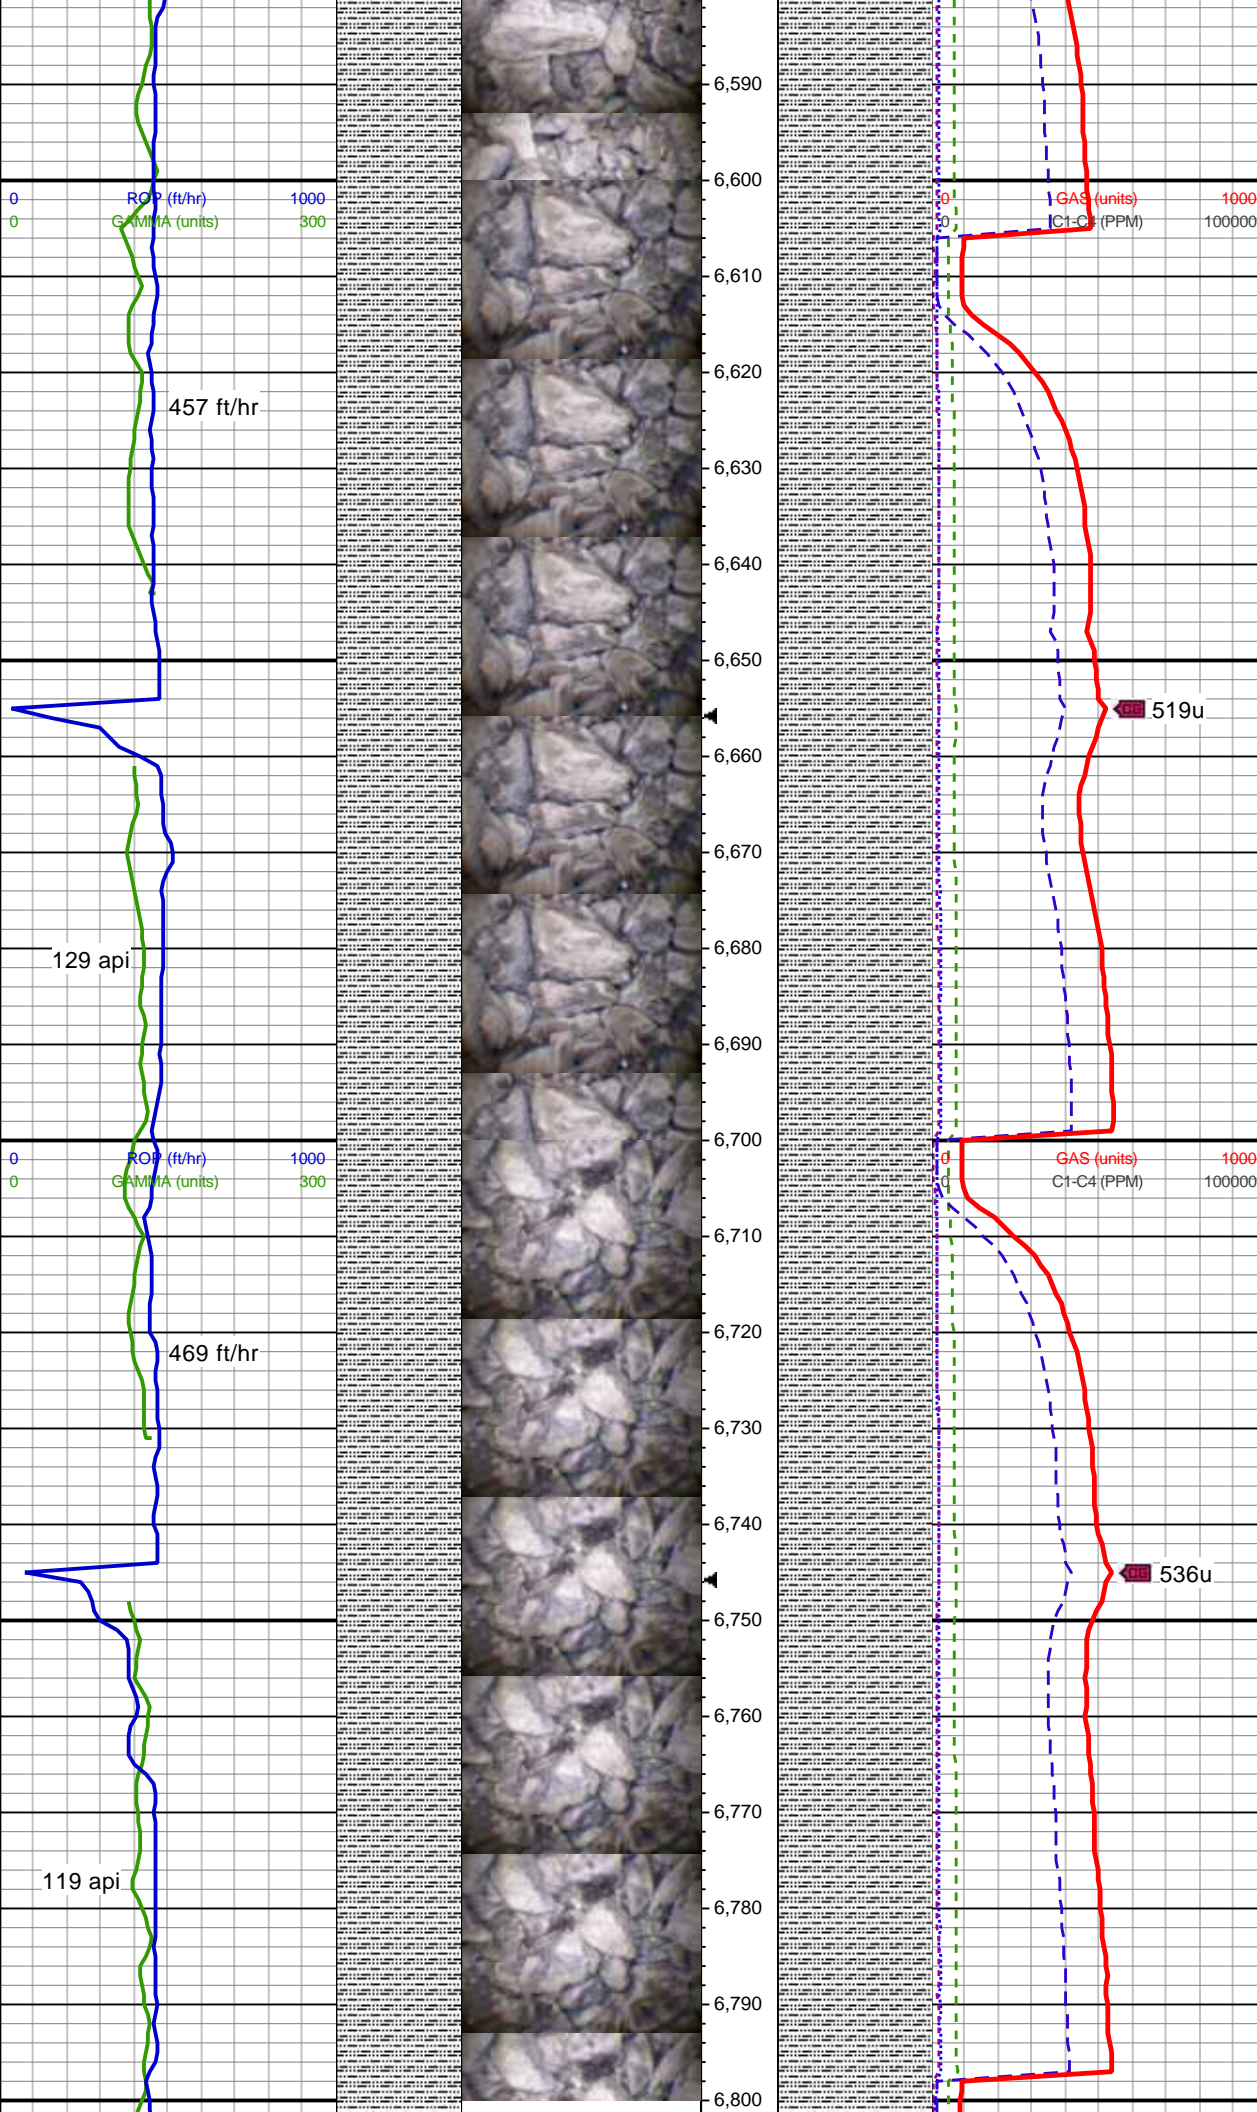 6,590
6,600
0 ROP (ft/hr) 1000
0 GAMMA (units) 300
0 GAS (units) 1000
0 C1-C4 (PPM) 100000
6,610
6,620
457 ft/hr
6,630
6,640
6,650
CG 519u
6,660
6,670
6,680
129 api
6,690
6,700
0 ROP (ft/hr) 1000
0 GAMMA (units) 300
0 GAS (units) 1000
0 C1-C4 (PPM) 100000
6,710
6,720
469 ft/hr
6,730
6,740
CG 536u
6,750
6,760
6,770
119 api
6,780
6,790
6,800